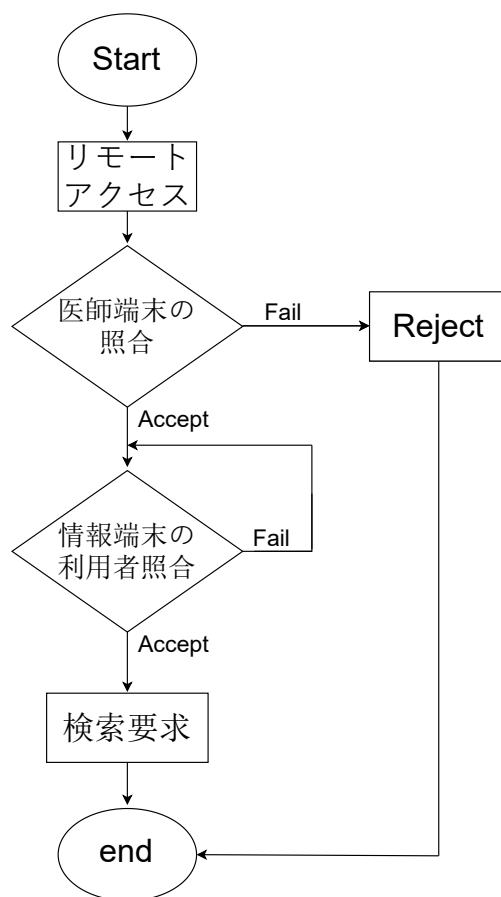 Start
リモート
アクセス
医師端末の
照合
Fail
Reject
Accept
情報端末の
利用者照合
Fail
Accept
検索要求
end